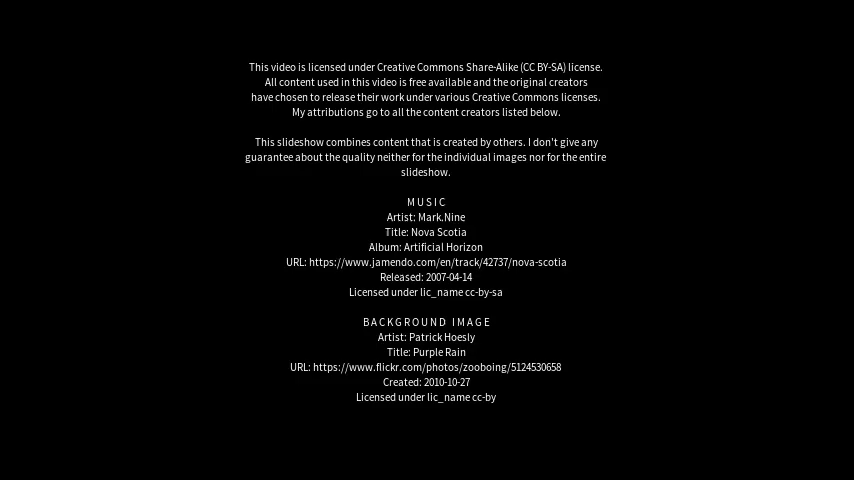 This video is licensed under Creative Commons Share-Alike (CC BY-SA) license.
All content used in this video is free available and the original creators
have chosen to release their work under various Creative Commons licenses.
My attributions go to all the content creators listed below.
This slideshow combines content that is created by others. I don't give any
guarantee about the quality neither for the individual images nor for the entire
slideshow.
MUSIC
Artist: Mark.Nine
Title: Nova Scotia
Album: Artificial Horizon
URL: https://www.jamendo.com/en/track/42737/nova-scotia
Released: 2007-04-14
Licensed under lic_name cc-by-sa
BACKGROUND IMAGE
Artist: Patrick Hoesly
Title: Purple Rain
URL: https://www.flickr.com/photos/zooboing/5124530658
Created: 2010-10-27
Licensed under lic_name cc-by